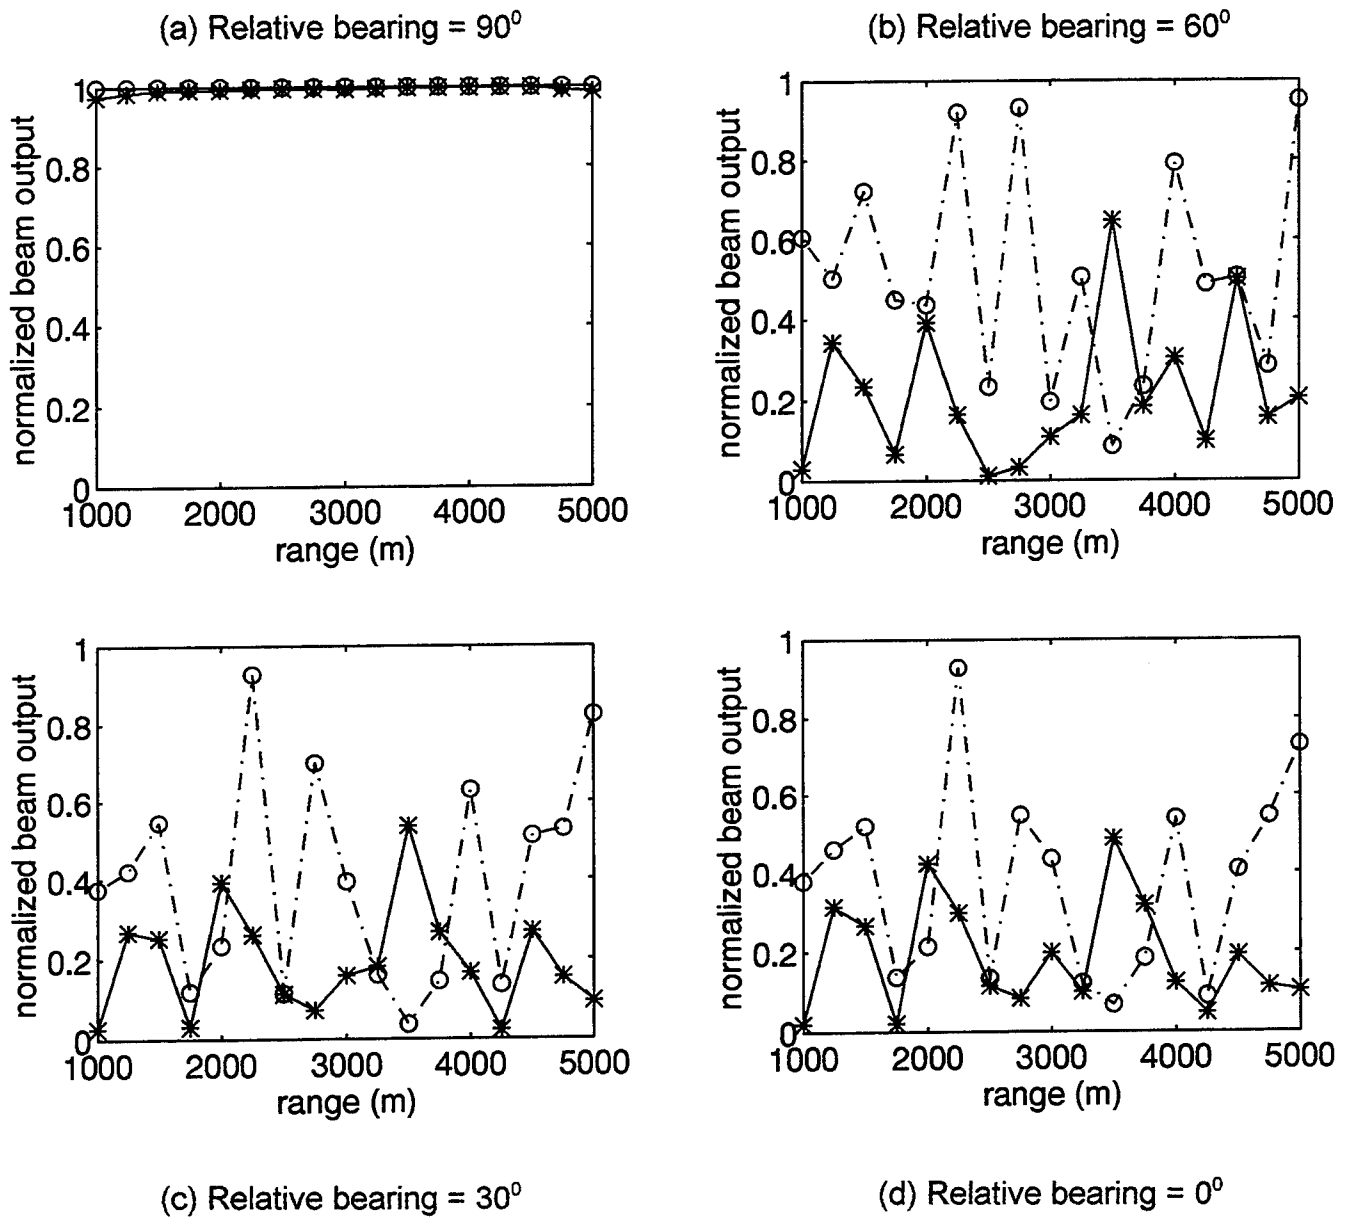 (a) Relative bearing = 90⁰
(b) Relative bearing = 60⁰
normalized beam output
1
0.8
0.6
0.4
0.2
0
1000 2000 3000 4000 5000
range (m)
normalized beam output
1
0.8
0.6
0.4
0.2
0
1000 2000 3000 4000 5000
range (m)
normalized beam output
1
0.8
0.6
0.4
0.2
0
1000 2000 3000 4000 5000
range (m)
normalized beam output
1
0.8
0.6
0.4
0.2
0
1000 2000 3000 4000 5000
range (m)
(c) Relative bearing = 30⁰
(d) Relative bearing = 0⁰